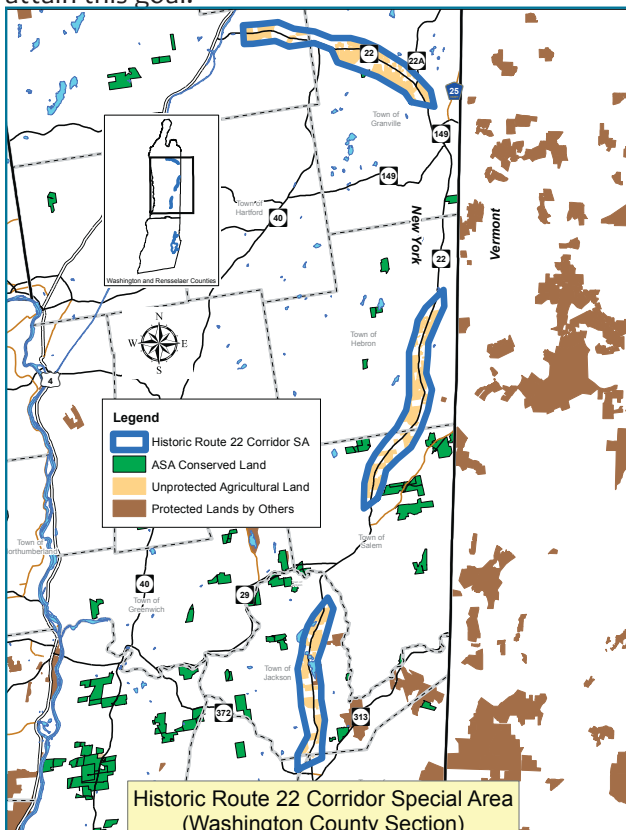 attain this goal.
22
22A
25
Town of
Granville
149
149
Town of
Hartford
40
New York
Vermont
22
Washington and Rensselaer Counties
N
W E
S
Town of
Hebron
4
Legend
Historic Route 22 Corridor SA
ASA Conserved Land
Unprotected Agricultural Land
Protected Lands by Others
Town of
Salem
Town of
orthumberland
40
Town of
Greenwich
29
Town of
Jackson
372
313
Historic Route 22 Corridor Special Area
(Washington County Section)